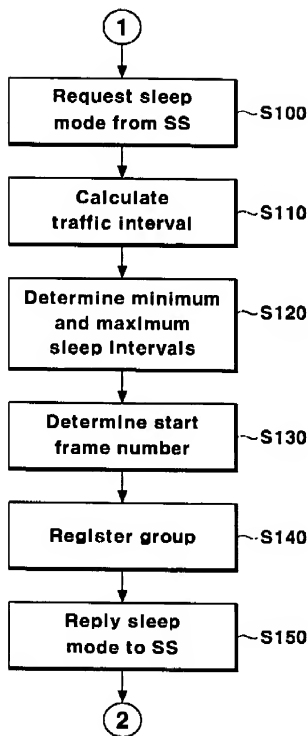 1
Request sleep
mode from SS
S100
Calculate
traffic interval
S110
Determine minimum
and maximum
sleep intervals
S120
Determine start
frame number
S130
Register group
S140
Reply sleep
mode to SS
S150
2